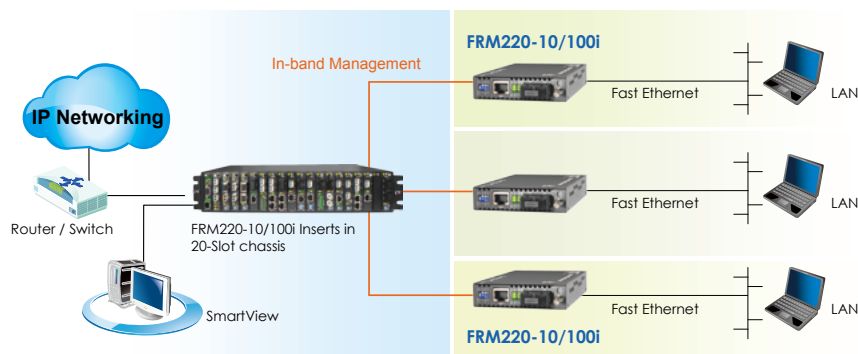 FRM220-10/100i
In-band Management
Fast Ethernet
LAN
IP Networking
Router / Switch
FRM220-10/100i Inserts in
20-Slot chassis
Fast Ethernet
LAN
SmartView
Fast Ethernet
LAN
FRM220-10/100i